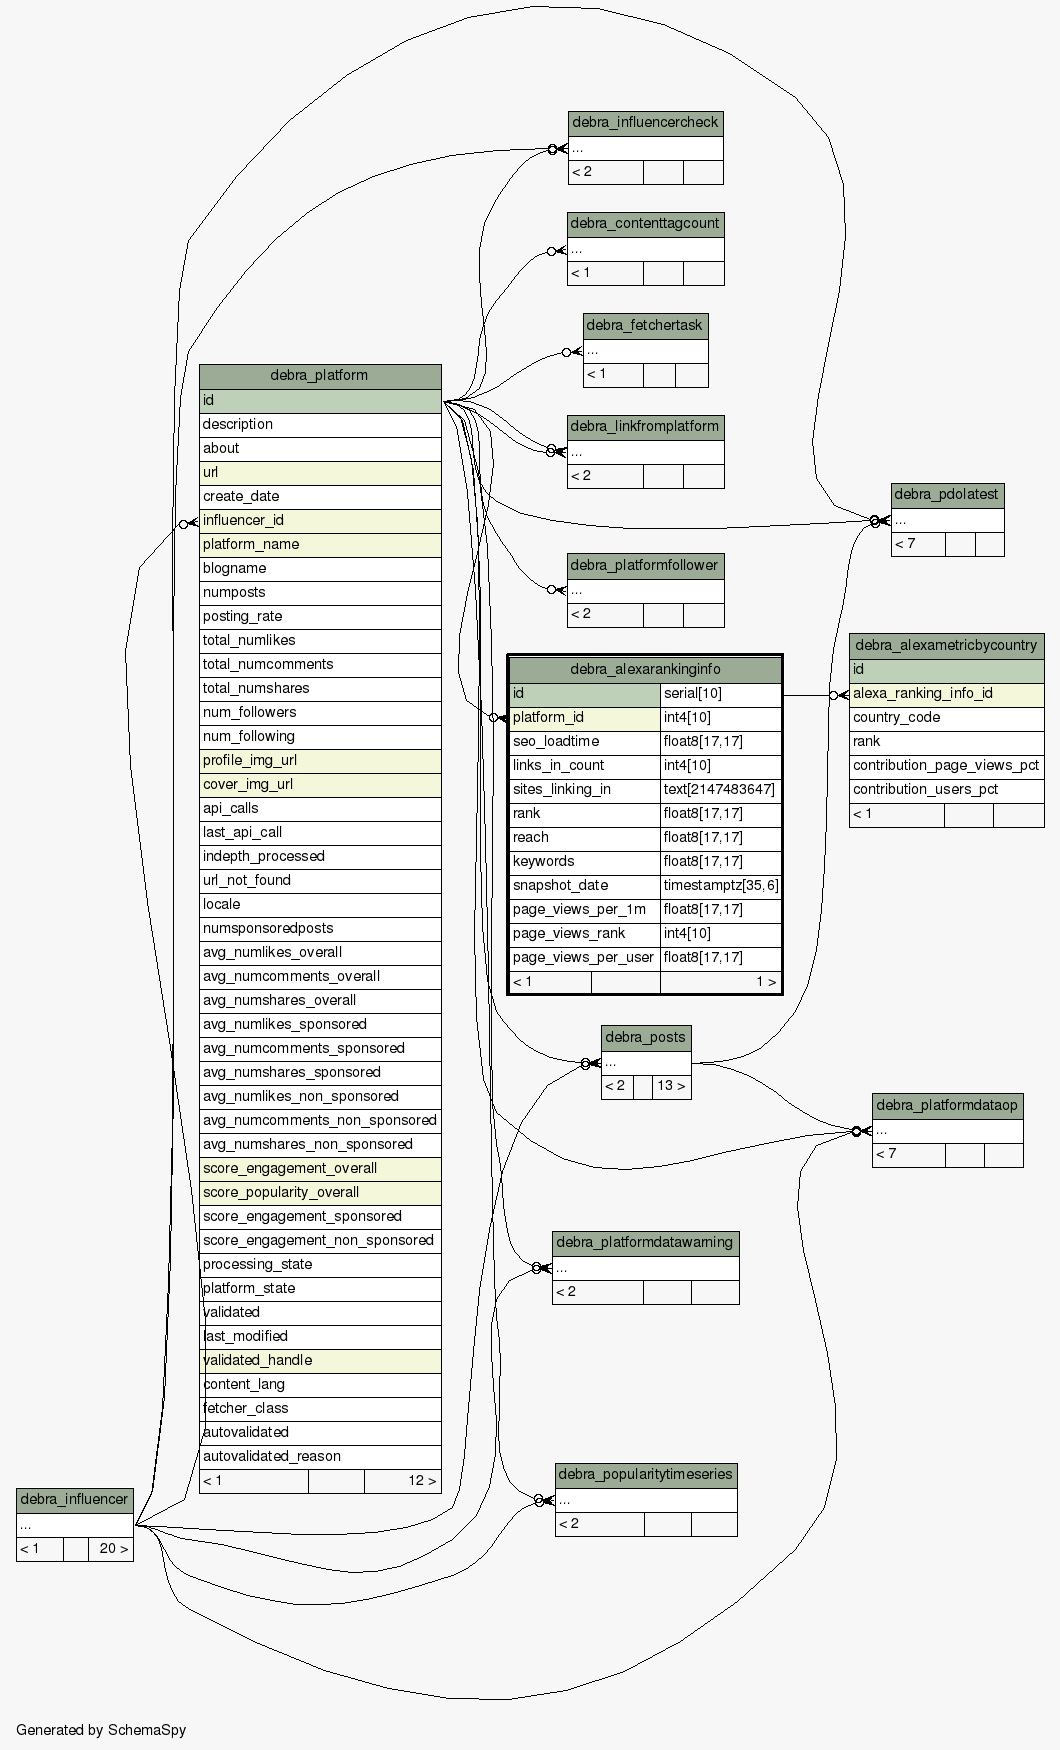 debra_influencercheck
...
< 2
debra_contenttagcount
...
< 1
debra_fetchertask
...
< 1
debra_linkfromplatform
...
< 2
debra_pdolatest
...
< 7
debra_platformfollower
...
< 2
debra_platform
id
description
about
url
create_date
influencer_id
platform_name
blogname
numposts
posting_rate
total_numlikes
total_numcomments
total_numshares
num_followers
num_following
profile_img_url
cover_img_url
api_calls
last_api_call
indepth_processed
url_not_found
locale
numsponsoredposts
avg_numlikes_overall
avg_numcomments_overall
avg_numshares_overall
avg_numlikes_sponsored
avg_numcomments_sponsored
avg_numshares_sponsored
avg_numlikes_non_sponsored
avg_numcomments_non_sponsored
avg_numshares_non_sponsored
score_engagement_overall
score_popularity_overall
score_engagement_sponsored
score_engagement_non_sponsored
processing_state
platform_state
validated
last_modified
validated_handle
content_lang
fetcher_class
autovalidated
autovalidated_reason
< 1 12 >
debra_alexarankinginfo
id serial[10]
platform_id int4[10]
seo_loadtime float8[17,17]
links_in_count int4[10]
sites_linking_in text[2147483647]
rank float8[17,17]
reach float8[17,17]
keywords float8[17,17]
snapshot_date timestamptz[35,6]
page_views_per_1m float8[17,17]
page_views_rank int4[10]
page_views_per_user float8[17,17]
< 1 1 >
debra_alexametricbycountry
id
alexa_ranking_info_id
country_code
rank
contribution_page_views_pct
contribution_users_pct
< 1
debra_posts
...
< 2 13 >
debra_platformdataop
...
< 7
debra_platformdatawarning
...
< 2
debra_popularitytimeseries
...
< 2
debra_influencer
...
< 1 20 >
Generated by SchemaSpy